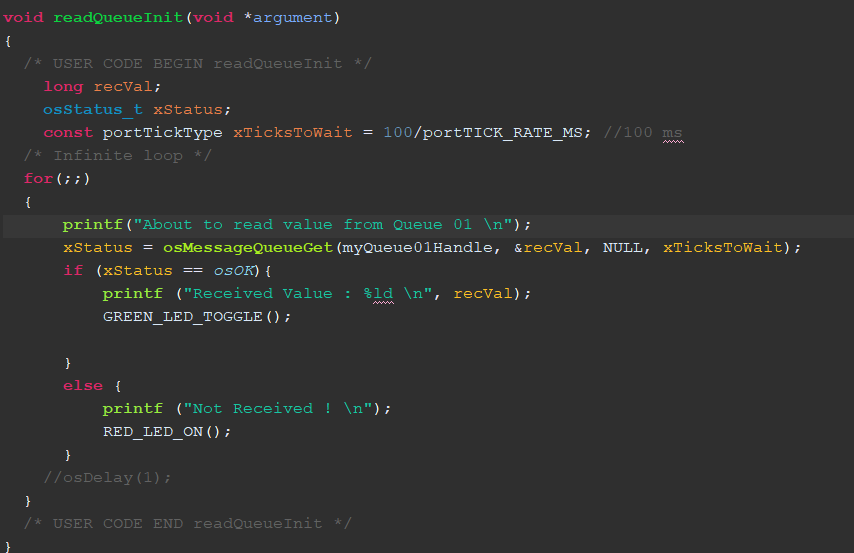 void readQueueInit(void *argument)
{
  /* USER CODE BEGIN readQueueInit */
    long recVal;
    osStatus_t xStatus;
    const portTickType xTicksToWait = 100/portTICK_RATE_MS; //100 ms
  /* Infinite loop */
  for(;;)
  {
      printf("About to read value from Queue 01 \n");
      xStatus = osMessageQueueGet(myQueue01Handle, &recVal, NULL, xTicksToWait);
      if (xStatus == osOK){
          printf ("Received Value : %ld \n", recVal);
          GREEN_LED_TOGGLE();

      }
      else {
          printf ("Not Received ! \n");
          RED_LED_ON();
      }
    //osDelay(1);
  }
  /* USER CODE END readQueueInit */
}